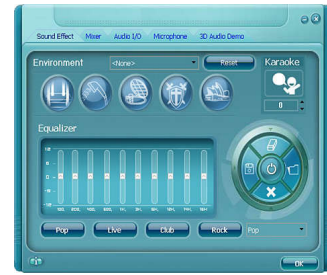 Sound Effect Mixer Audio I/O Microphone 3D Audio Demo
Environment <None> Reset Karaoke
0
Equalizer
Pop Live Club Rock Pop
OK